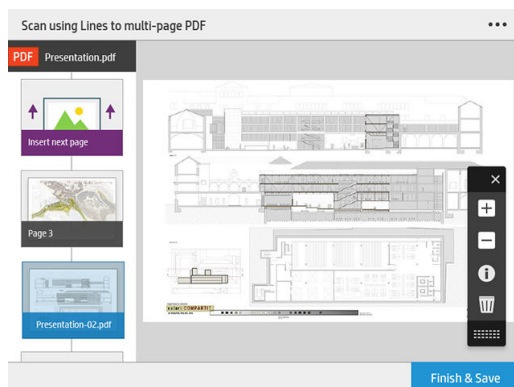 Scan using Lines to multi-page PDF
PDF Presentation.pdf
Insert next page
Page 3
Presentation-02.pdf
COMPARTI
Finish & Save